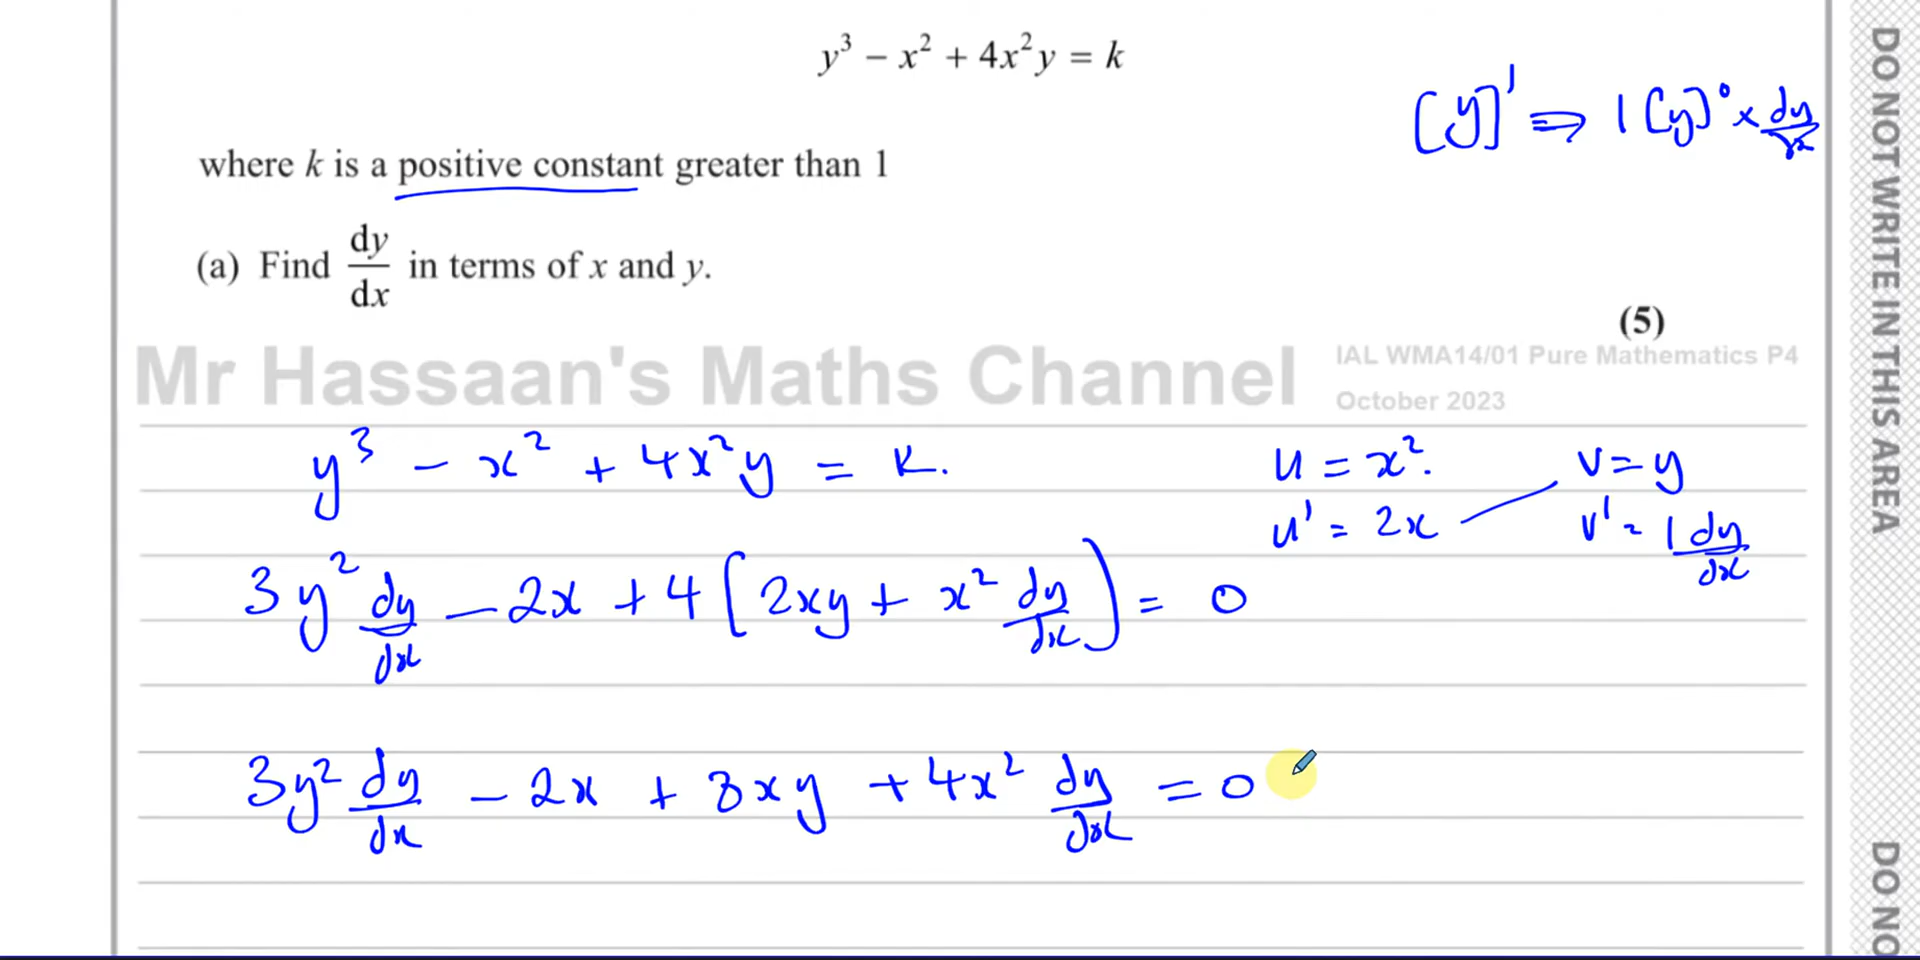 y³ − x² + 4x²y = k
[y]¹ ⇒ 1[y]⁰ × dy/dx
where k is a positive constant greater than 1
(a) Find dy/dx in terms of x and y.
(5)
Mr Hassaan's Maths Channel
IAL WMA14/01 Pure Mathematics P4
October 2023
y³ − x² + 4x²y = k.
u = x². v = y
u' = 2x v' = 1 dy/dx
3y² dy/dx − 2x + 4[2xy + x² dy/dx] = 0
3y² dy/dx − 2x + 8xy + 4x² dy/dx = 0
DO NOT WRITE IN THIS AREA
DO NO